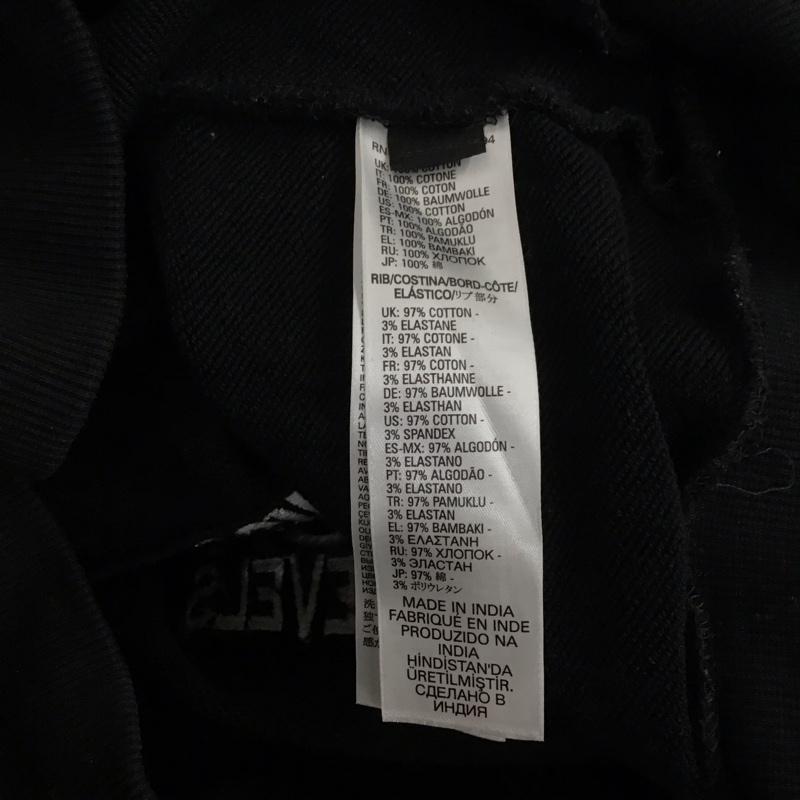 RN
94
UK: 100% COTTON
IT: 100% COTONE
FR: 100% COTON
DE: 100% BAUMWOLLE
US: 100% COTTON
ES-MX: 100% ALGODÓN
PT: 100% ALGODÃO
TR: 100% PAMUKLU
EL: 100% BAMBAKI
RU: 100% ХЛОПОК
JP: 100% 綿
RIB/COSTINA/BORD-CÔTE/
ELÁSTICO/リブ部分
UK: 97% COTTON -
3% ELASTANE
IT: 97% COTONE -
3% ELASTAN
FR: 97% COTON -
3% ELASTHANNE
DE: 97% BAUMWOLLE -
3% ELASTHAN
US: 97% COTTON -
3% SPANDEX
ES-MX: 97% ALGODÓN -
3% ELASTANO
PT: 97% ALGODÃO -
3% ELASTANO
TR: 97% PAMUKLU -
3% ELASTAN
EL: 97% BAMBAKI -
3% ΕΛΑΣΤΑΝΗ
RU: 97% ХЛОПОК -
3% ЭЛАСТАН
JP: 97% 綿 -
3% ポリウレタン
MADE IN INDIA
FABRIQUÉ EN INDE
PRODUZIDO NA
INDIA
HİNDİSTAN'DA
ÜRETİLMİŞTİR.
СДЕЛАНО В
ИНДИЯ